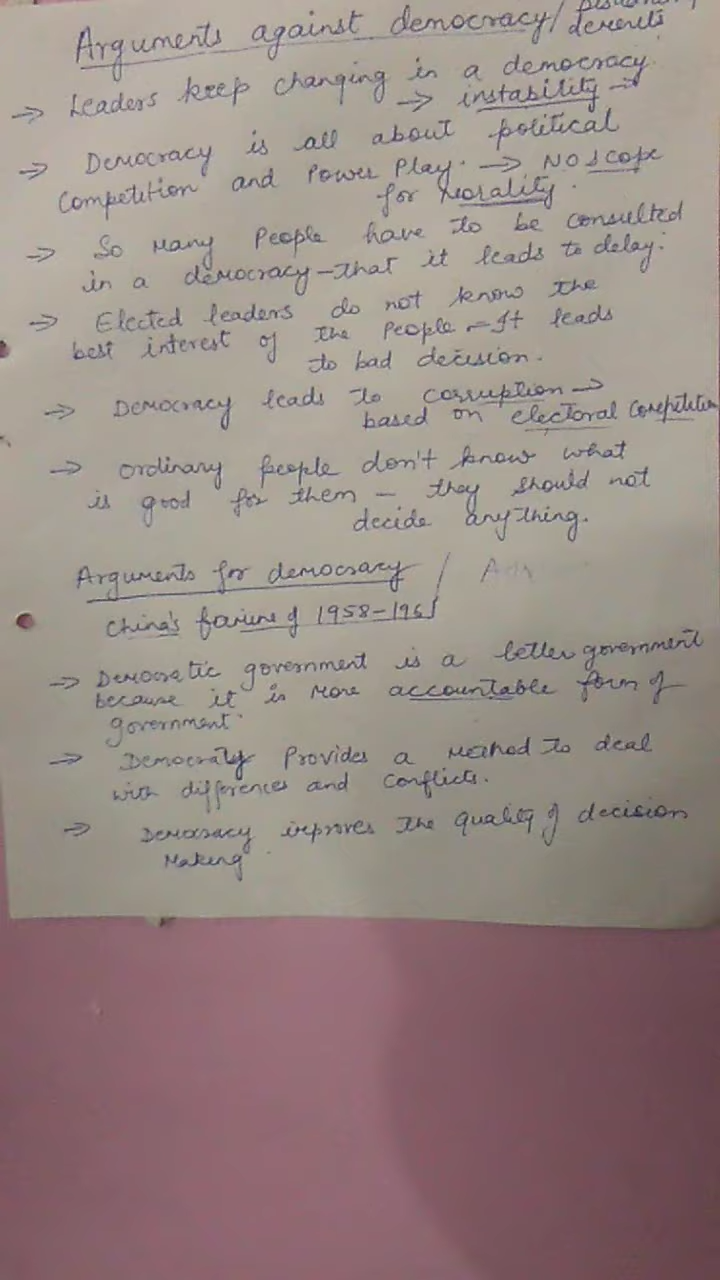 Arguments against democracy/
demerits
→ Leaders keep changing in a democracy.
→ instability →
→ Democracy is all about political
Competition and Power Play. → No scope
for Morality.
→ So Many People have to be consulted
in a democracy – that it leads to delay.
→ Elected leaders do not know the
best interest of the People – It leads
to bad decision.
→ Democracy leads to corruption →
based on electoral Competition
→ Ordinary people don't know what
is good for them – they should not
decide anything.
Arguments for democracy /
China's famine of 1958-1961
→ Democratic government is a better government
because it is More accountable form of
government.
→ Democraty Provides a Method to deal
with differences and conflicts.
→ Democracy improves the quality of decision
Making.